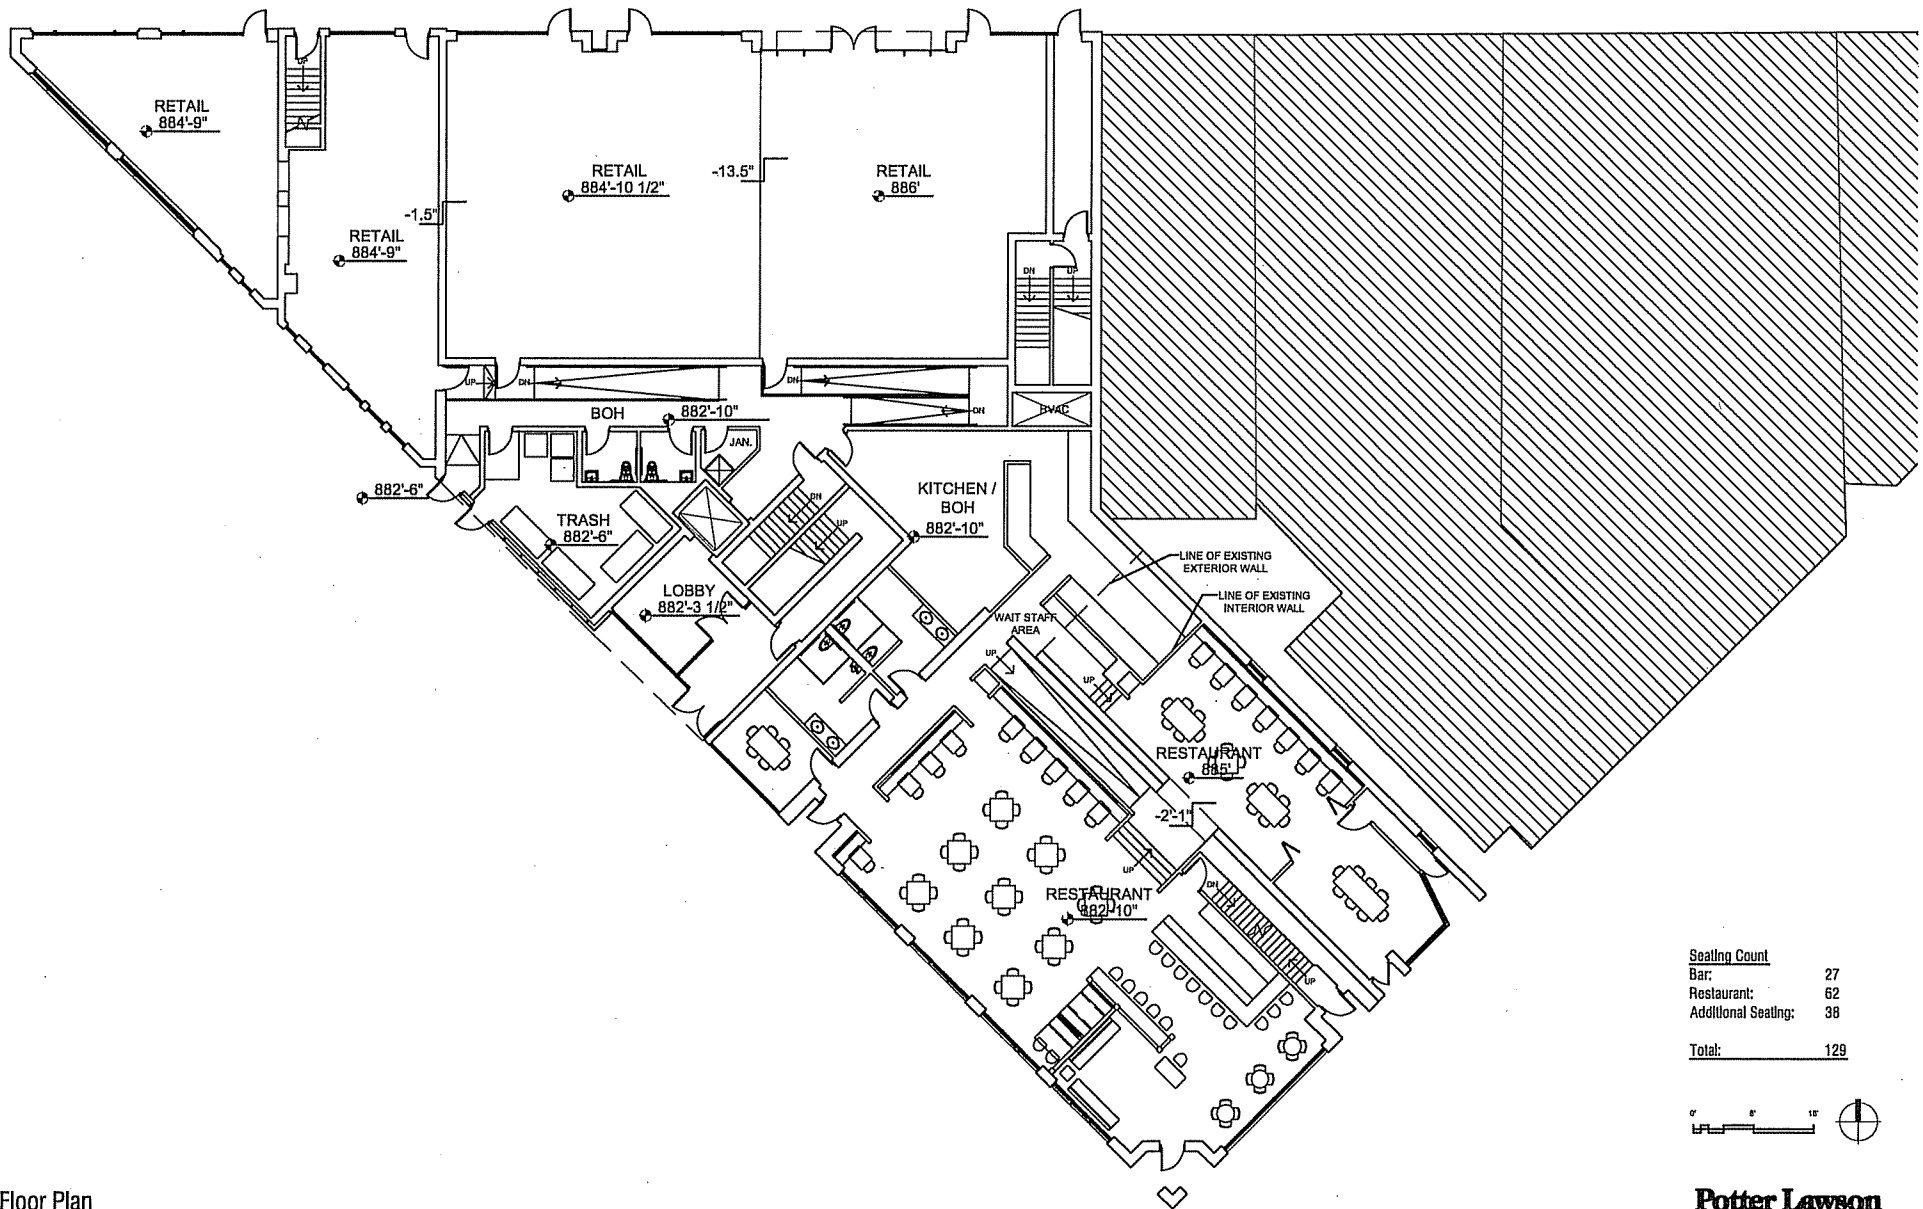 UP
RETAIL
884'-9"
RETAIL
884'-10 1/2"
-13.5"
RETAIL
886'
-1.5"
RETAIL
884'-9"
DN
UP
UP
DN
DN
BOH
882'-10"
DN
HVAC
JAN.
882'-6"
KITCHEN /
BOH
882'-10"
DN
UP
TRASH
882'-6"
LINE OF EXISTING
EXTERIOR WALL
LOBBY
882'-3 1/2"
LINE OF EXISTING
INTERIOR WALL
WAIT STAFF
AREA
UP
UP
RESTAURANT
885'
-2'-1"
UP
DN
RESTAURANT
882'-10"
UP
Seating Count
Bar: 27
Restaurant: 62
Additional Seating: 38
Total: 129
0' 8' 16'
Floor Plan
Potter Lawson